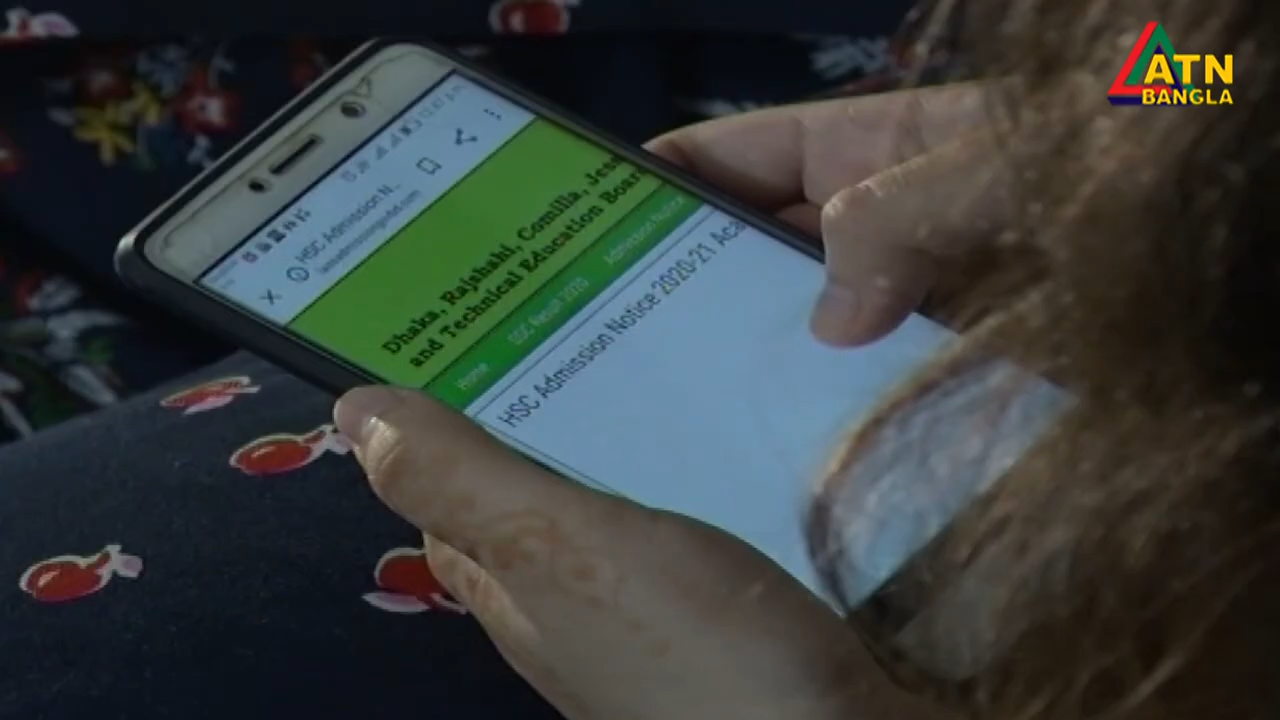 ATN
BANGLA
HSC Admission N...
Dhaka, Rajshahi, Comilla, Jess
and Technical Education Board
Home SSC Result 2020 Admission Notice
HSC Admission Notice 2020-21 Aca